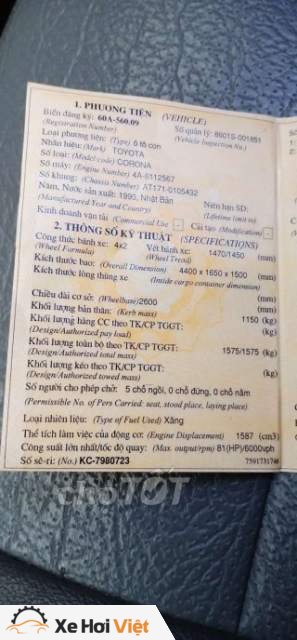 1. PHƯƠNG TIỆN (VEHICLE)
Biển đăng ký: 60A-560.09 Số quản lý: 6001S-001851
(Registration Number) (Vehicle Inspection No.)
Loại phương tiện: (Type) ô tô con
Nhãn hiệu: (Mark) TOYOTA
Số loại: (Model code) CORONA
Số máy: (Engine Number) 4A-6112567
Số khung: (Chassis Number) AT171-0105432
Năm, Nước sản xuất: 1990, Nhật Bản Niên hạn SD:
(Manufactured Year and Country) (Lifetime limit to)
Kinh doanh vận tải (Commercial Use) - Cải tạo (Modification) -
2. THÔNG SỐ KỸ THUẬT (SPECIFICATIONS)
Công thức bánh xe: 4x2 Vết bánh xe: 1470/1450
(Wheel Formula) (Wheel Tread) (mm)
Kích thước bao: (Overall Dimension) 4400 x 1650 x 1500 (mm)
Kích thước lòng thùng xe (Inside cargo container dimension)
(mm)
Chiều dài cơ sở: (Wheelbase)2600 (mm)
Khối lượng bản thân: (Kerb mass) 1150 (kg)
Khối lượng hàng CC theo TK/CP TGGT: (kg)
(Design/Authorized pay load)
Khối lượng toàn bộ theo TK/CP TGGT: 1575/1575 (kg)
(Design/Authorized total mass)
Khối lượng kéo theo TK/CP TGGT: (kg)
(Design/Authorized towed mass)
Số người cho phép chở: 5 chỗ ngồi, 0 chỗ đứng, 0 chỗ nằm
(Permissible No. of Pers Carried: seat, stood place, laying place)
Loại nhiên liệu: (Type of Fuel Used) Xăng
Thể tích làm việc của động cơ: (Engine Displacement) 1587 (cm3)
Công suất lớn nhất/tốc độ quay: (Max. output/rpm) 81(HP)/6000vph
Số sê-ri: (No.) KC-7980723
chợTỐT
Xe Hơi Việt